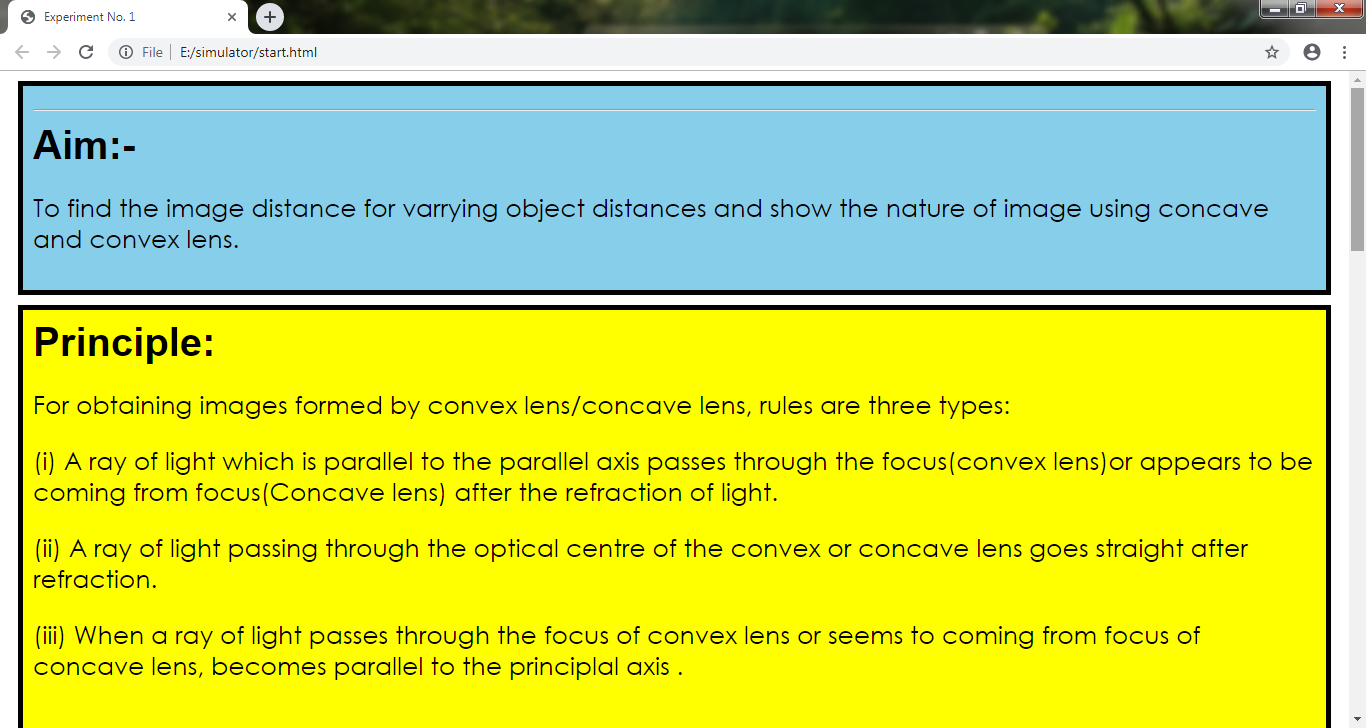 Experiment No. 1
File
E:/simulator/start.html
Aim:-
To find the image distance for varrying object distances and show the nature of image using concave
and convex lens.
Principle:
For obtaining images formed by convex lens/concave lens, rules are three types:
(i) A ray of light which is parallel to the parallel axis passes through the focus(convex lens)or appears to be
coming from focus(Concave lens) after the refraction of light.
(ii) A ray of light passing through the optical centre of the convex or concave lens goes straight after
refraction.
(iii) When a ray of light passes through the focus of convex lens or seems to coming from focus of
concave lens, becomes parallel to the principlal axis .